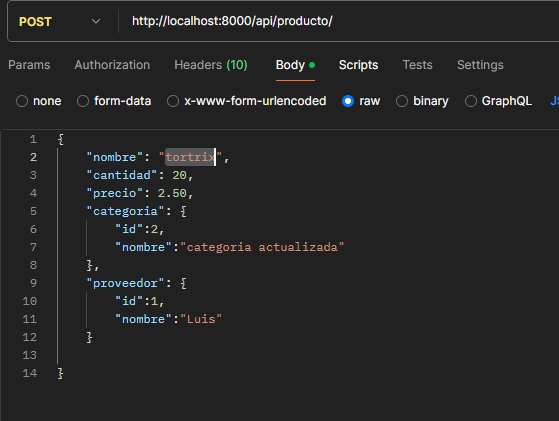 POST http://localhost:8000/api/producto/
Params Authorization Headers (10) Body Scripts Tests Settings
none form-data x-www-form-urlencoded raw binary GraphQL JS
1 {
2 "nombre": "tortrix",
3 "cantidad": 20,
4 "precio": 2.50,
5 "categoria": {
6 "id":2,
7 "nombre":"categoria actualizada"
8 },
9 "proveedor": {
10 "id":1,
11 "nombre":"Luis"
12 }
13
14 }